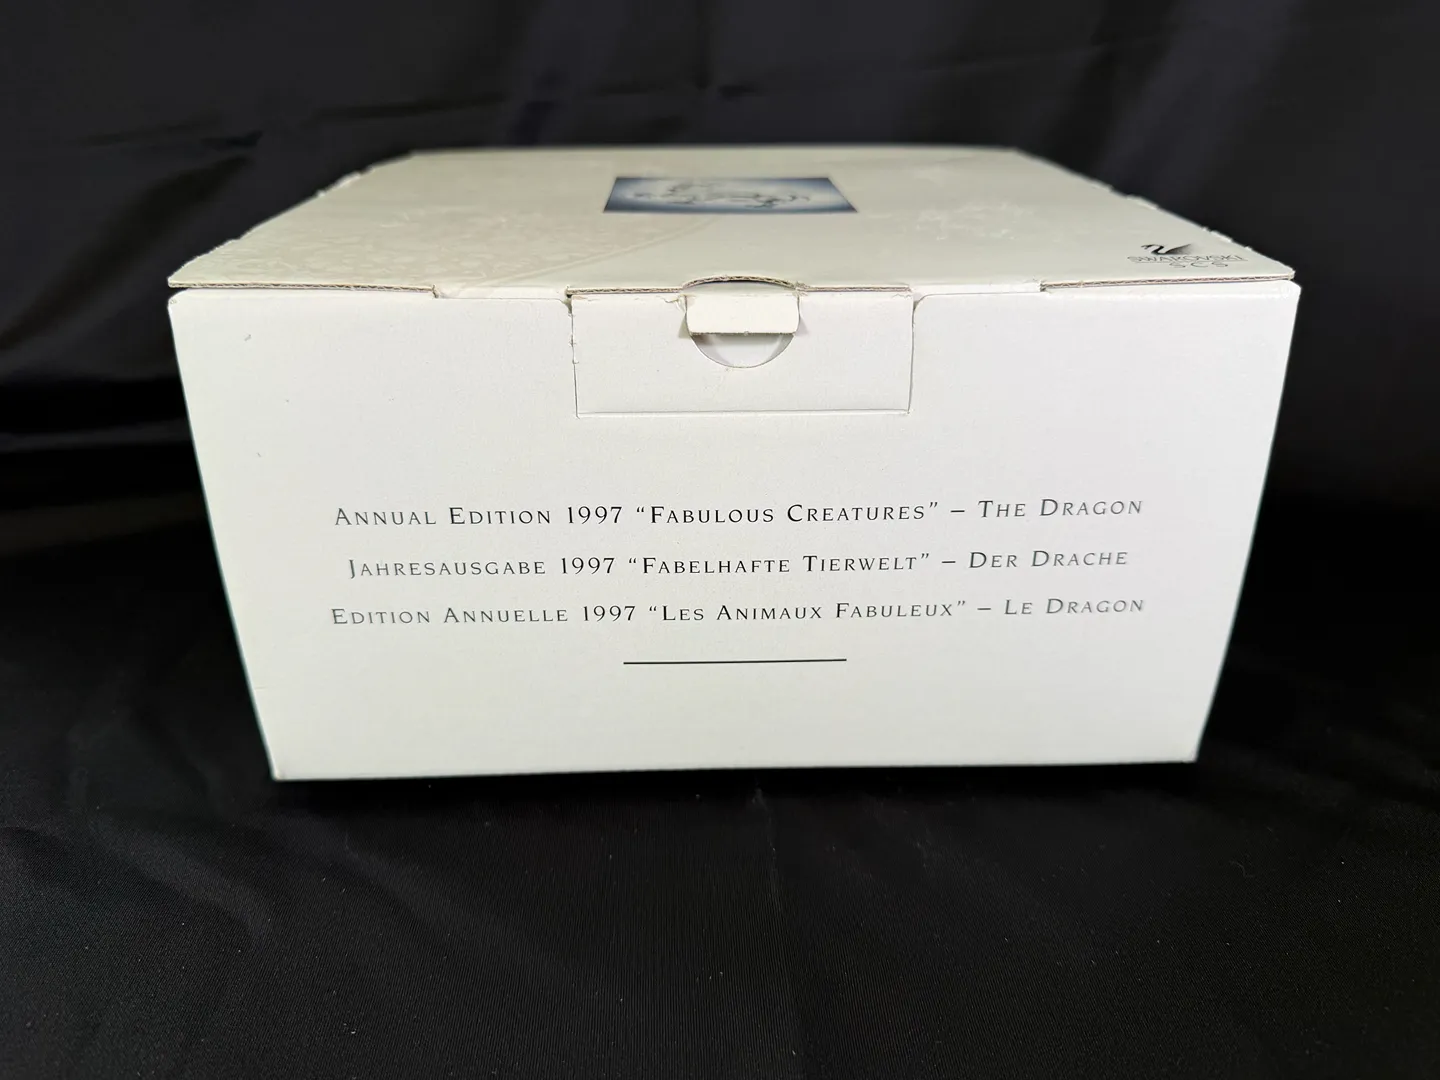 SWAROVSKI
SCS
ANNUAL EDITION 1997 "FABULOUS CREATURES" – THE DRAGON
JAHRESAUSGABE 1997 "FABELHAFTE TIERWELT" – DER DRACHE
EDITION ANNUELLE 1997 "LES ANIMAUX FABULEUX" – LE DRAGON